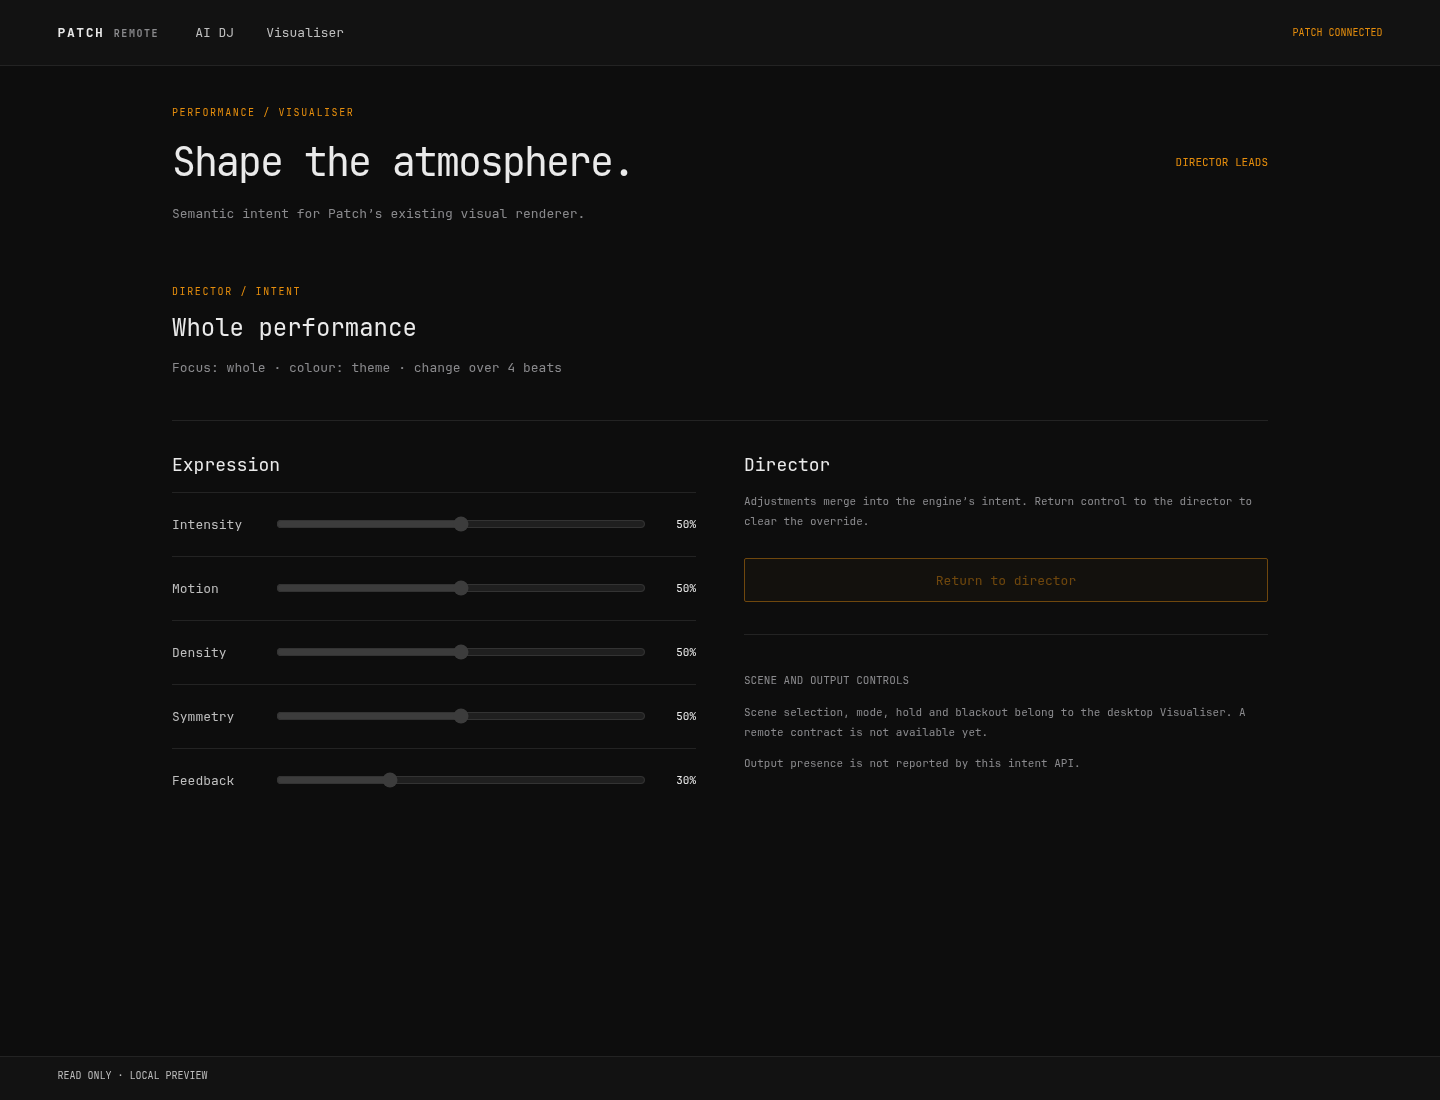 PATCH REMOTE AI DJ Visualiser PATCH CONNECTED
PERFORMANCE / VISUALISER
Shape the atmosphere.
DIRECTOR LEADS
Semantic intent for Patch's existing visual renderer.
DIRECTOR / INTENT
Whole performance
Focus: whole · colour: theme · change over 4 beats
Expression
Intensity 50%
Motion 50%
Density 50%
Symmetry 50%
Feedback 30%
Director
Adjustments merge into the engine's intent. Return control to the director to
clear the override.
Return to director
SCENE AND OUTPUT CONTROLS
Scene selection, mode, hold and blackout belong to the desktop Visualiser. A
remote contract is not available yet.
Output presence is not reported by this intent API.
READ ONLY · LOCAL PREVIEW